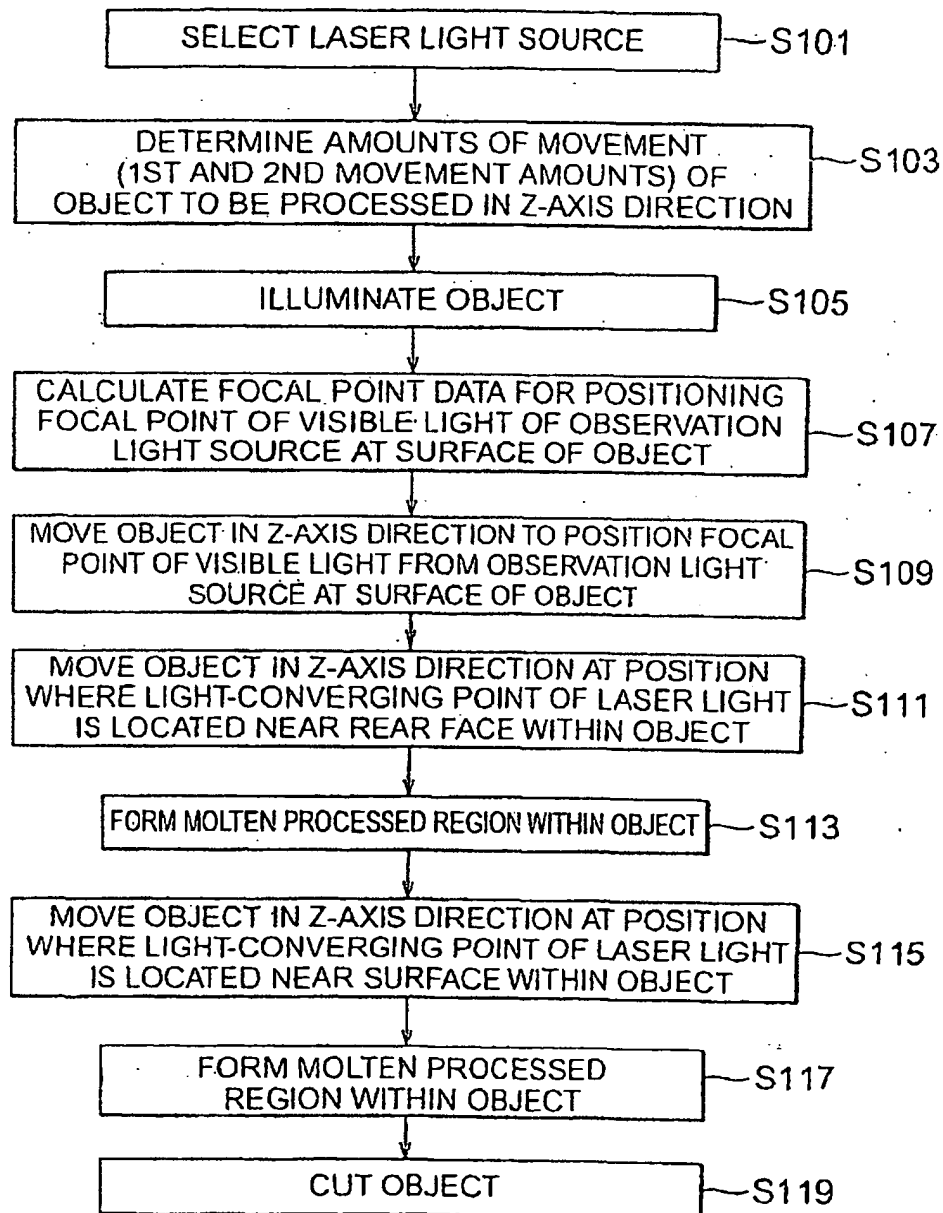 SELECT LASER LIGHT SOURCE
S101
DETERMINE AMOUNTS OF MOVEMENT
(1ST AND 2ND MOVEMENT AMOUNTS) OF
OBJECT TO BE PROCESSED IN Z-AXIS DIRECTION
S103
ILLUMINATE OBJECT
S105
CALCULATE FOCAL POINT DATA FOR POSITIONING
FOCAL POINT OF VISIBLE LIGHT OF OBSERVATION
LIGHT SOURCE AT SURFACE OF OBJECT
S107
MOVE OBJECT IN Z-AXIS DIRECTION TO POSITION FOCAL
POINT OF VISIBLE LIGHT FROM OBSERVATION LIGHT
SOURCE AT SURFACE OF OBJECT
S109
MOVE OBJECT IN Z-AXIS DIRECTION AT POSITION
WHERE LIGHT-CONVERGING POINT OF LASER LIGHT
IS LOCATED NEAR REAR FACE WITHIN OBJECT
S111
FORM MOLTEN PROCESSED REGION WITHIN OBJECT
S113
MOVE OBJECT IN Z-AXIS DIRECTION AT POSITION
WHERE LIGHT-CONVERGING POINT OF LASER LIGHT
IS LOCATED NEAR SURFACE WITHIN OBJECT
S115
FORM MOLTEN PROCESSED
REGION WITHIN OBJECT
S117
CUT OBJECT
S119